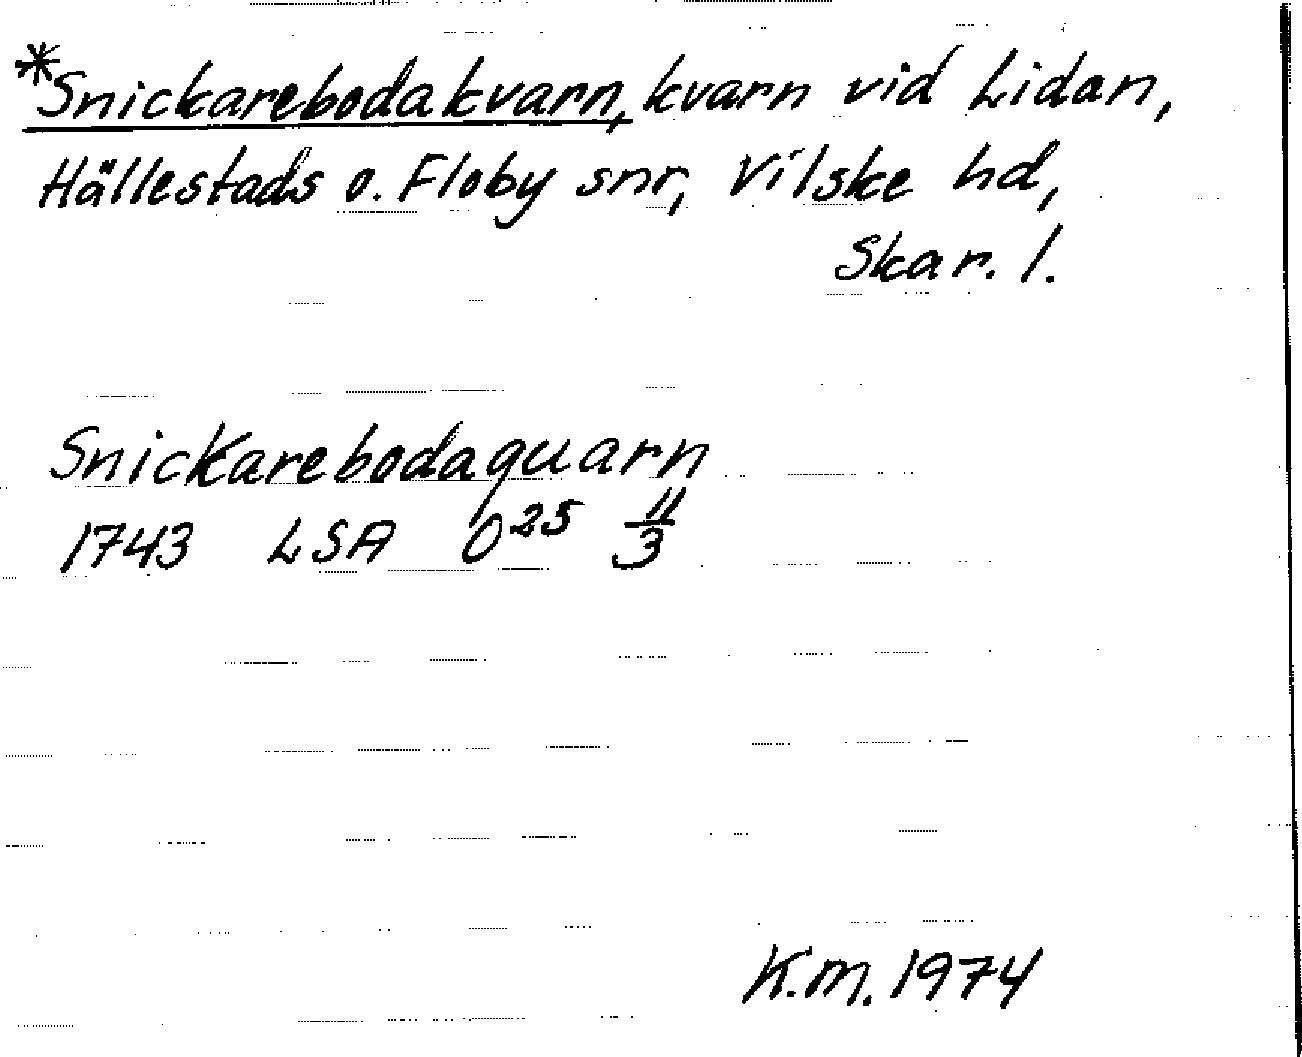 *Snickarebodakvarn, kvarn vid Lidan,
Hällestads o. Floby snr, Vilske hd,
Skar. l.
Snickarebodaquarn
1743 LSA O25 11/3
K.M. 1974